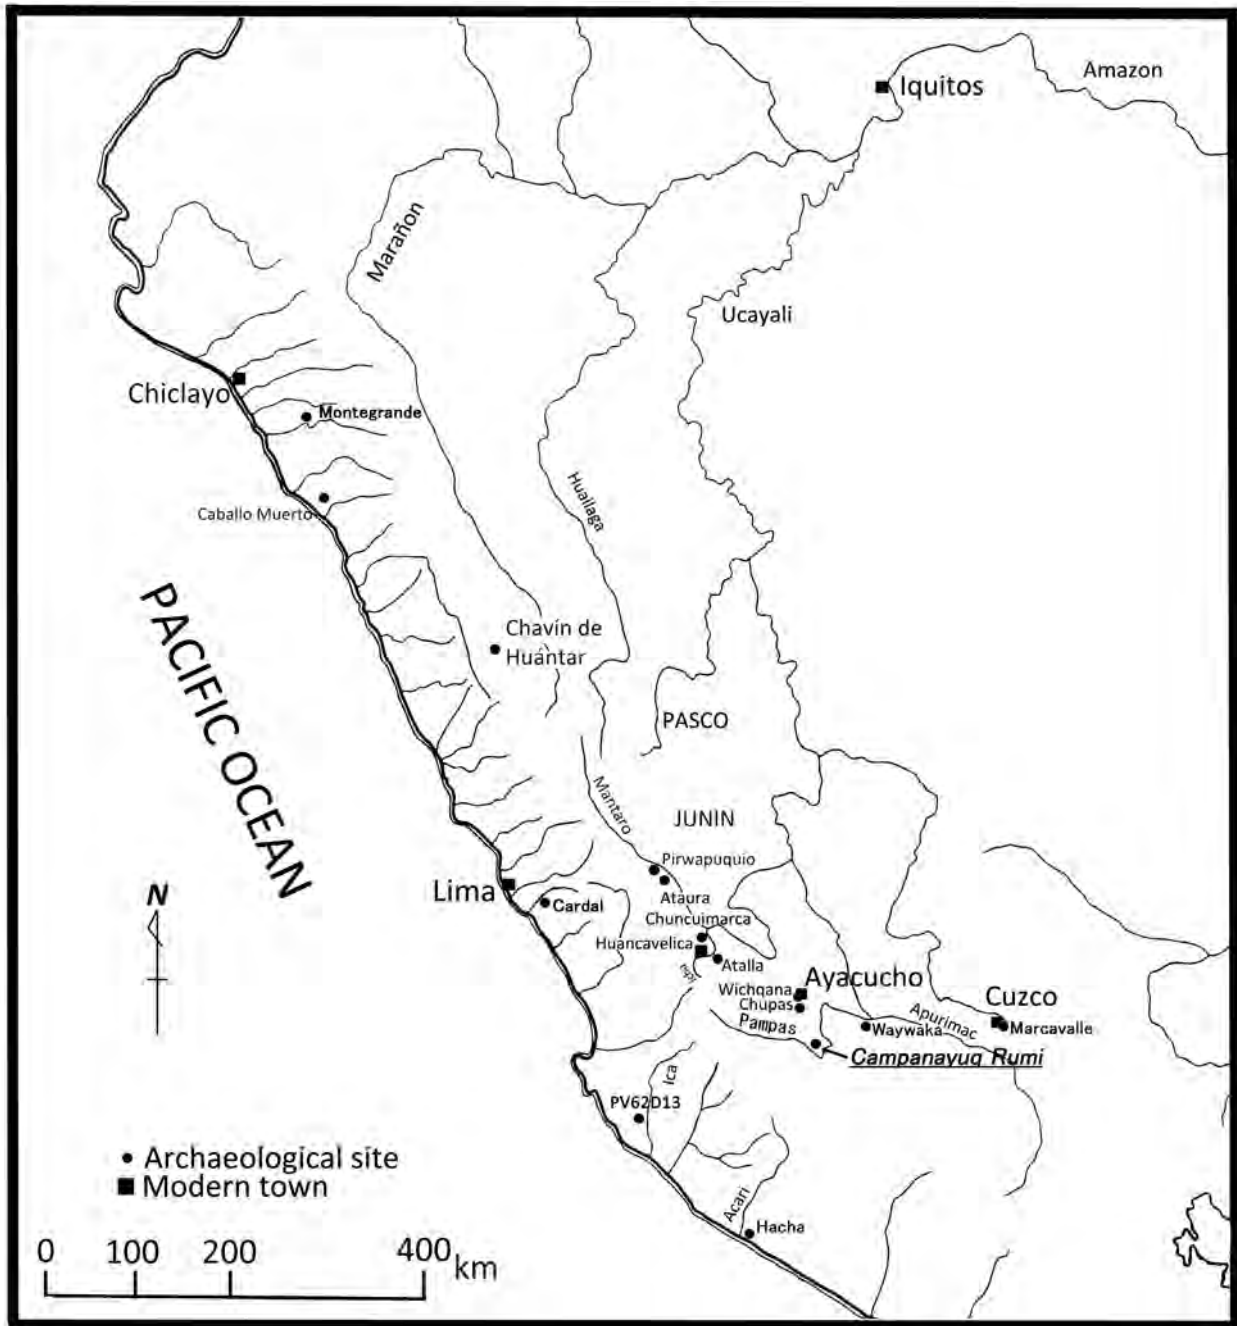 Amazon
Iquitos
Marañon
Ucayali
Chiclayo
Montegrande
Huailaga
Caballo Muerto
PACIFIC OCEAN
Chavín de
Huántar
PASCO
Mantaro
JUNIN
Pirwapuquio
Lima
Ataura
Cardal
Chuncuimarca
Huancavelica
Atalla
Wichqana
Ayacucho
Chupas
Cuzco
Pampas
Apurimac
Waywaka
Marcavalle
Campanayuq Rumi
N
Ica
PV62D13
Acari
Hacha
Archaeological site
Modern town
0 100 200 400 km